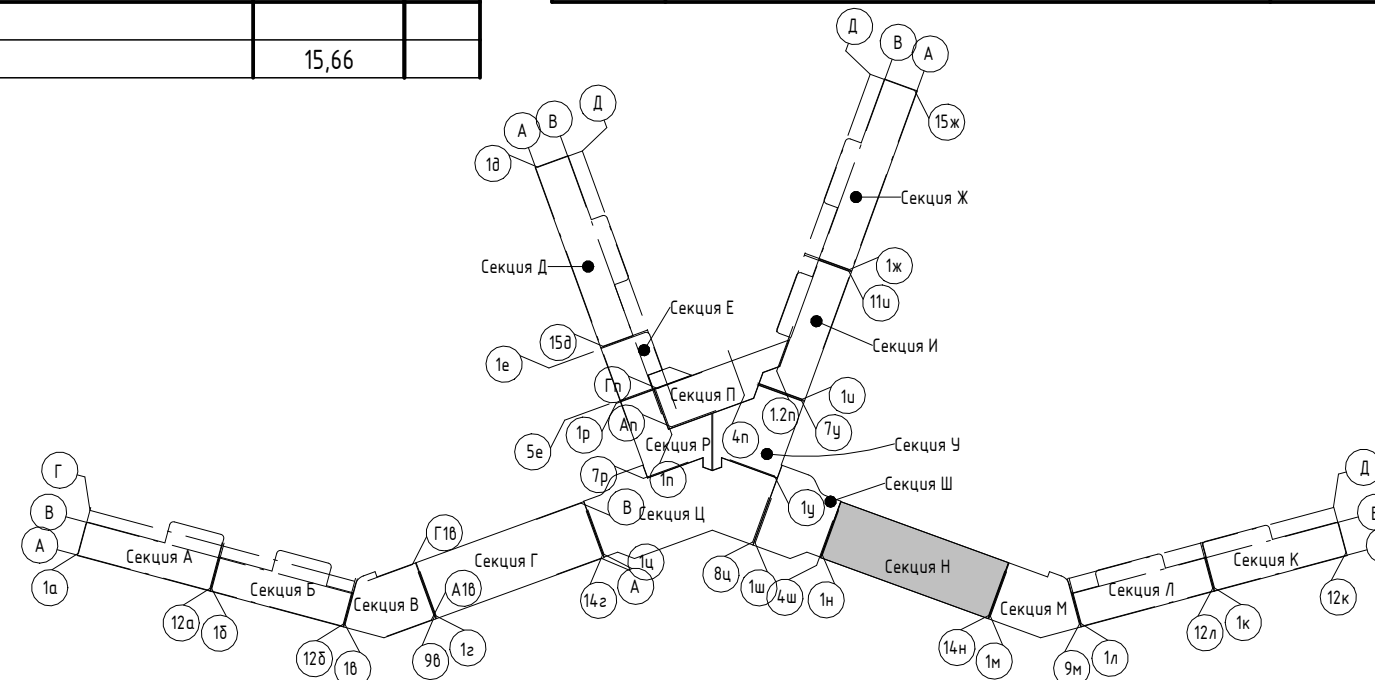 15,66
Д
В
А
15ж
Д
В
А
1д
Секция Ж
Секция Д
1ж
11и
Секция Е
Секция И
15д
1е
Гп
Секция П
1и
1.2п
7у
5е
1р
Ап
4п
Секция Р
Секция У
7р
1п
Секция Ш
Г
В
А
1а
Секция А
12а
1б
Секция Б
12б
1в
Секция В
Г1в
А1в
9в
1г
Секция Г
В
Секция Ц
1ц
А
14г
1у
8ц
1ш
4ш
1н
Секция Н
14н
1м
Секция М
9м
1л
Секция Л
12л
1к
Секция К
12к
Д